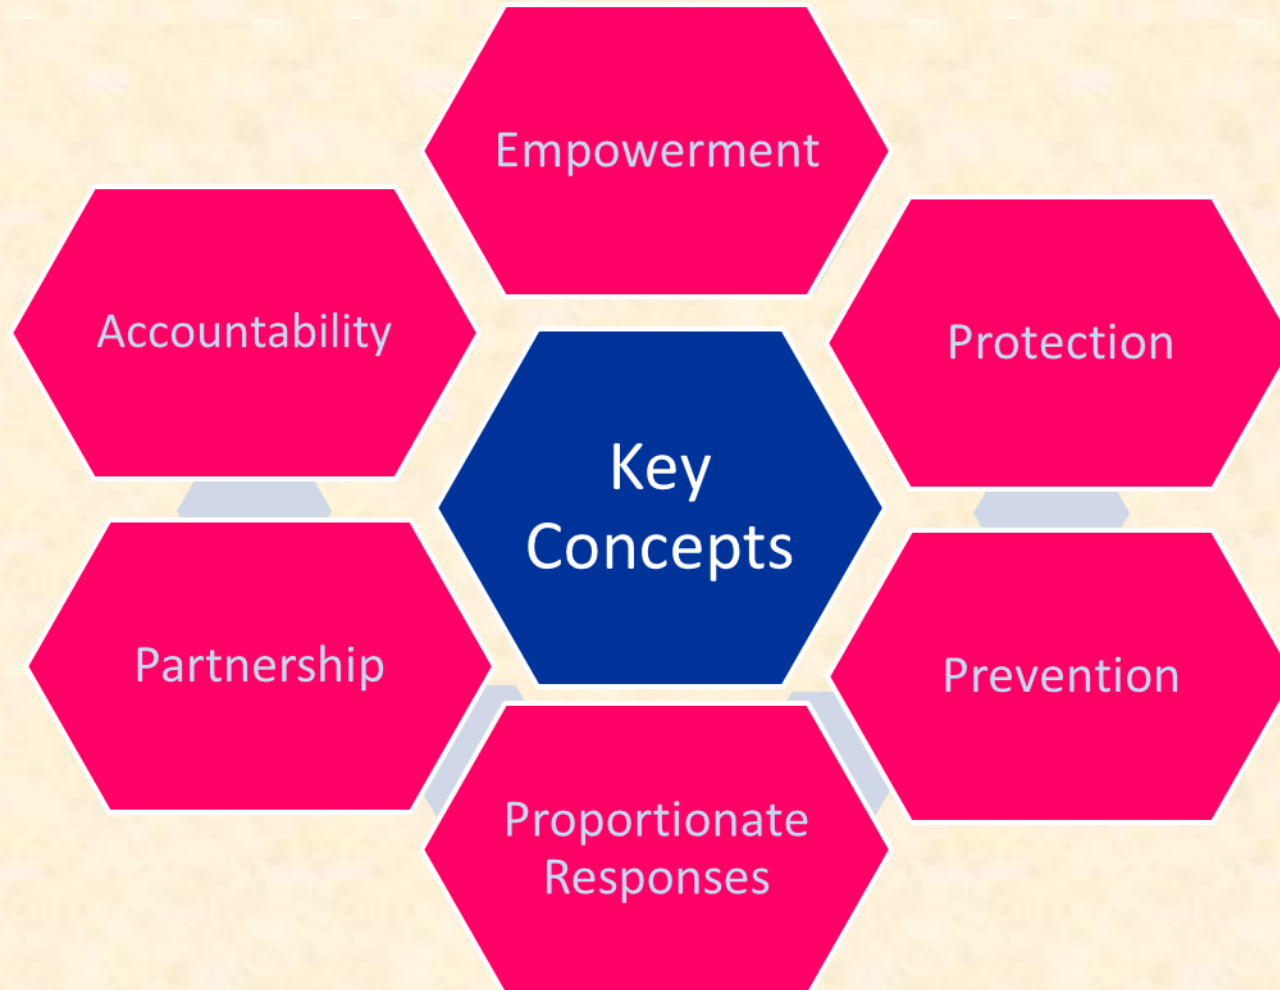 Empowerment
Accountability
Protection
Key
Concepts
Partnership
Prevention
Proportionate
Responses